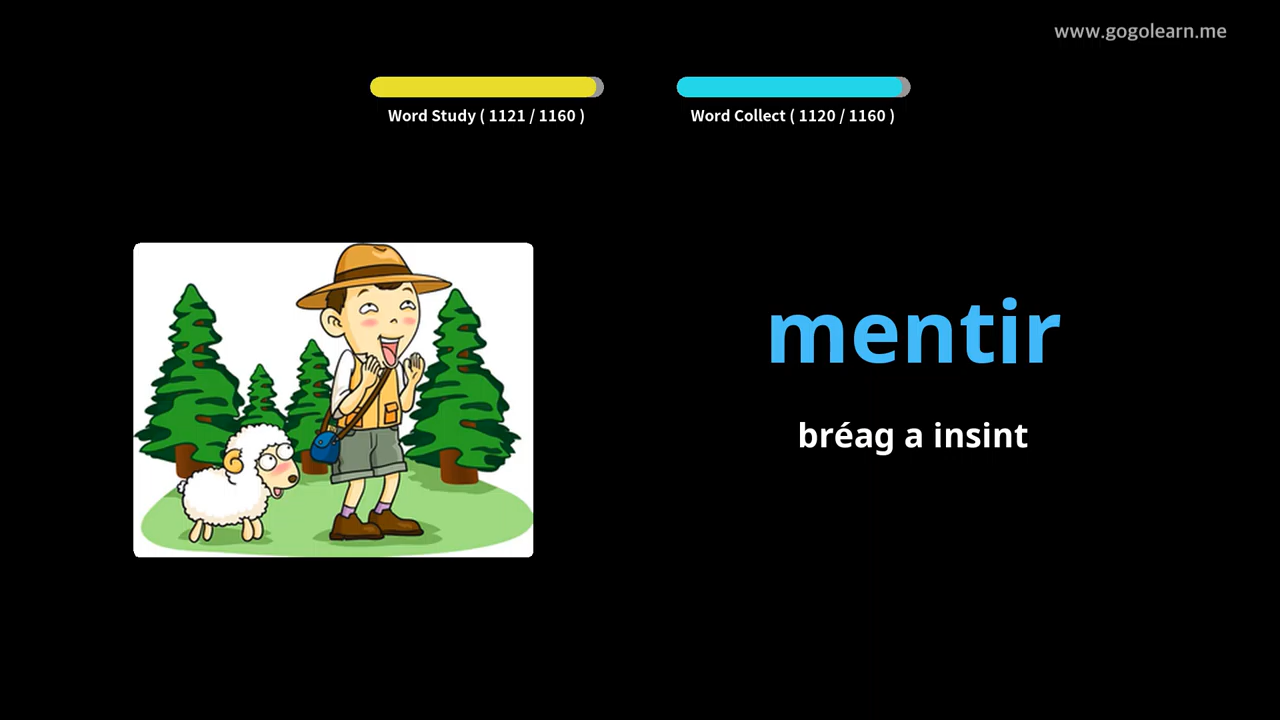 www.gogolearn.me
Word Study ( 1121 / 1160 )
Word Collect ( 1120 / 1160 )
mentir
bréag a insint